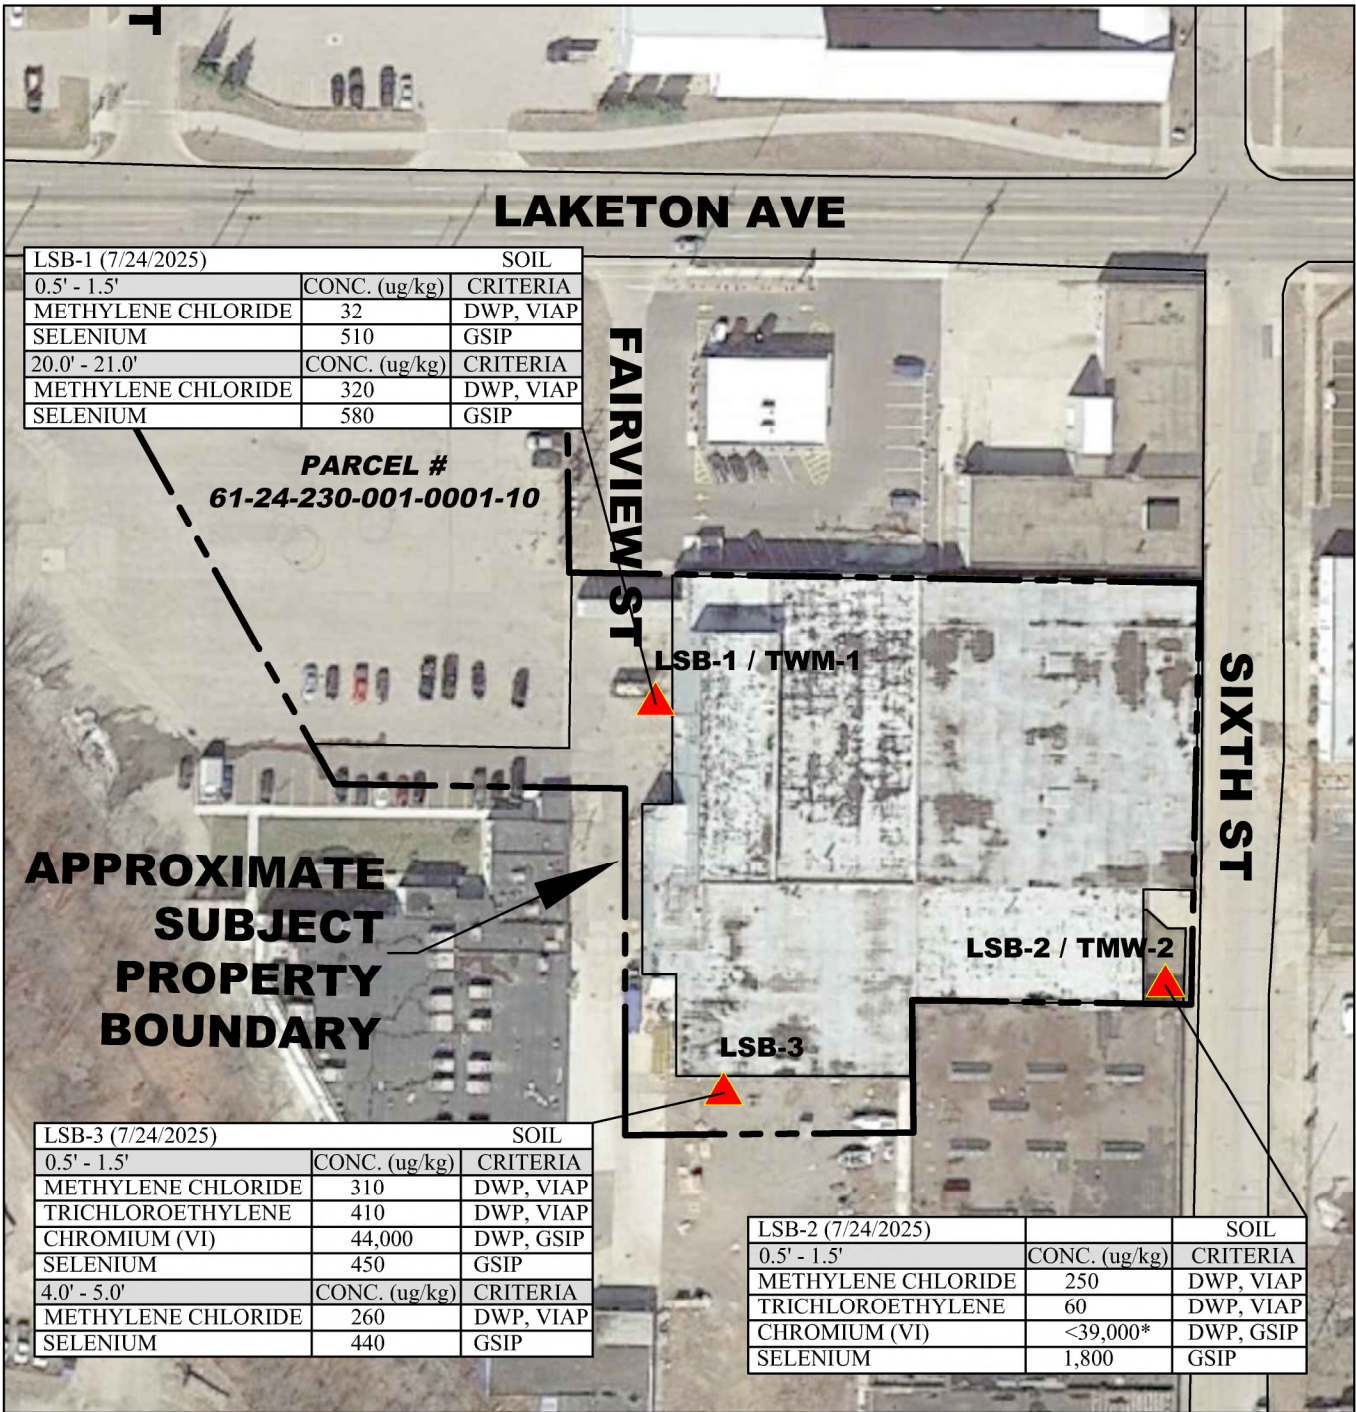 T
LAKETON AVE
LSB-1 (7/24/2025) SOIL
0.5' - 1.5' CONC. (ug/kg) CRITERIA
METHYLENE CHLORIDE 32 DWP, VIAP
SELENIUM 510 GSIP
20.0' - 21.0' CONC. (ug/kg) CRITERIA
METHYLENE CHLORIDE 320 DWP, VIAP
SELENIUM 580 GSIP
FAIRVIEW ST
PARCEL #
61-24-230-001-0001-10
LSB-1 / TWM-1
SIXTH ST
APPROXIMATE
SUBJECT
PROPERTY
BOUNDARY
LSB-2 / TMW-2
LSB-3
LSB-3 (7/24/2025) SOIL
0.5' - 1.5' CONC. (ug/kg) CRITERIA
METHYLENE CHLORIDE 310 DWP, VIAP
TRICHLOROETHYLENE 410 DWP, VIAP
CHROMIUM (VI) 44,000 DWP, GSIP
SELENIUM 450 GSIP
4.0' - 5.0' CONC. (ug/kg) CRITERIA
METHYLENE CHLORIDE 260 DWP, VIAP
SELENIUM 440 GSIP
LSB-2 (7/24/2025) SOIL
0.5' - 1.5' CONC. (ug/kg) CRITERIA
METHYLENE CHLORIDE 250 DWP, VIAP
TRICHLOROETHYLENE 60 DWP, VIAP
CHROMIUM (VI) <39,000* DWP, GSIP
SELENIUM 1,800 GSIP